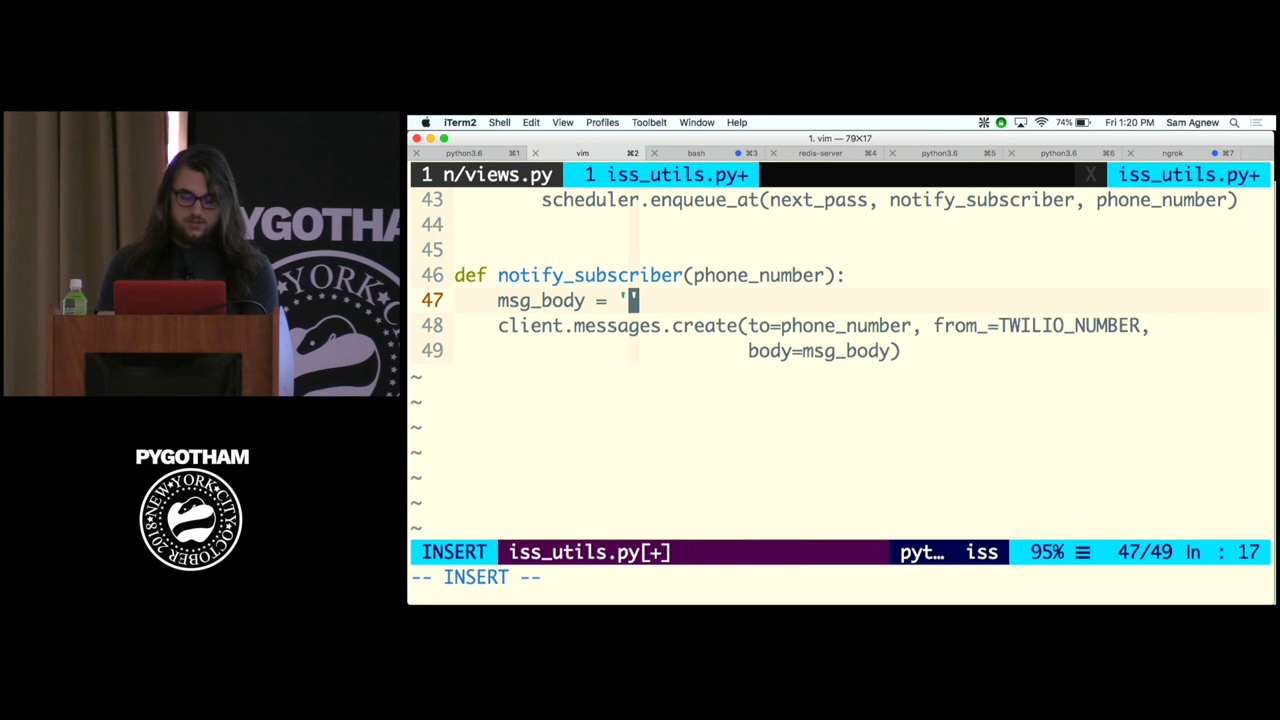 iTerm2 Shell Edit View Profiles Toolbelt Window Help 74% Fri 1:20 PM Sam Agnew
1. vim — 79×17
python3.6 ⌘1 vim ⌘2 bash ⌘3 redis-server ⌘4 python3.6 ⌘5 python3.6 ⌘6 ngrok ⌘7
1 n/views.py 1 iss_utils.py+ X iss_utils.py+
43 scheduler.enqueue_at(next_pass, notify_subscriber, phone_number)
44
45
46 def notify_subscriber(phone_number):
47 msg_body = ''
48 client.messages.create(to=phone_number, from_=TWILIO_NUMBER,
49 body=msg_body)
~
~
~
~
~
~
~
INSERT iss_utils.py[+] pyt… iss 95% ☰ 47/49 ln : 17
-- INSERT --
PYGOTHA
YORK
PYGOTHAM
NEW·YORK·CITY
OCTOBER 2018